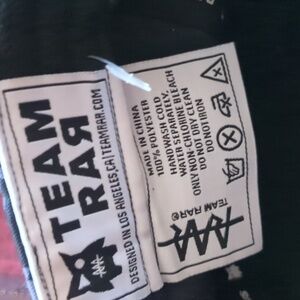 TEAM
RAR
DESIGNED IN LOS ANGELES,CA|TEAMRAR.COM
TEAM RAR®
MADE IN CHINA
100% POLYESTER
HAND WASH COLD
WATER SEPARATELY,
ONLY NON-CHLORINE BLEACH
DO NOT DRY CLEAN
DO NOT IRON